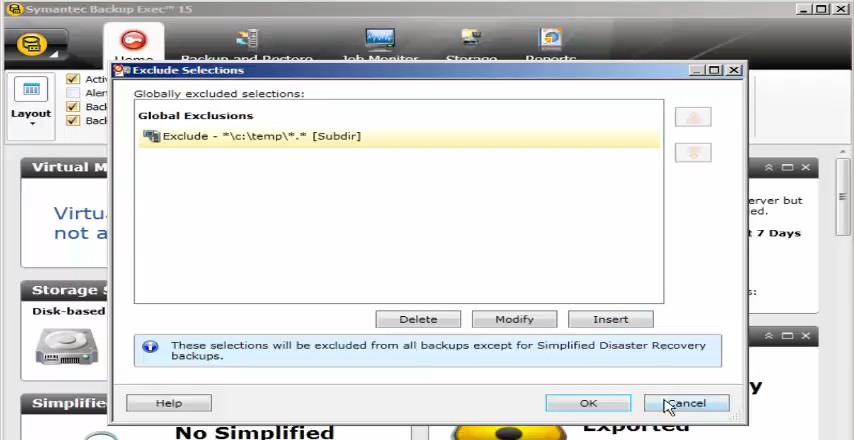 Symantec Backup Exec™ 15
Home
Backup and Restore
Job Monitor
Storage
Reports
Exclude Selections
Layout
Globally excluded selections:
Global Exclusions
Exclude - *\c:\temp\*.* [Subdir]
Virtual M
Virtu
not a
erver but
ed.
t 7 Days
Storage S
Disk-based
Delete
Modify
Insert
These selections will be excluded from all backups except for Simplified Disaster Recovery
backups.
Simplified
Help
OK
Cancel
No Simplified
Exported